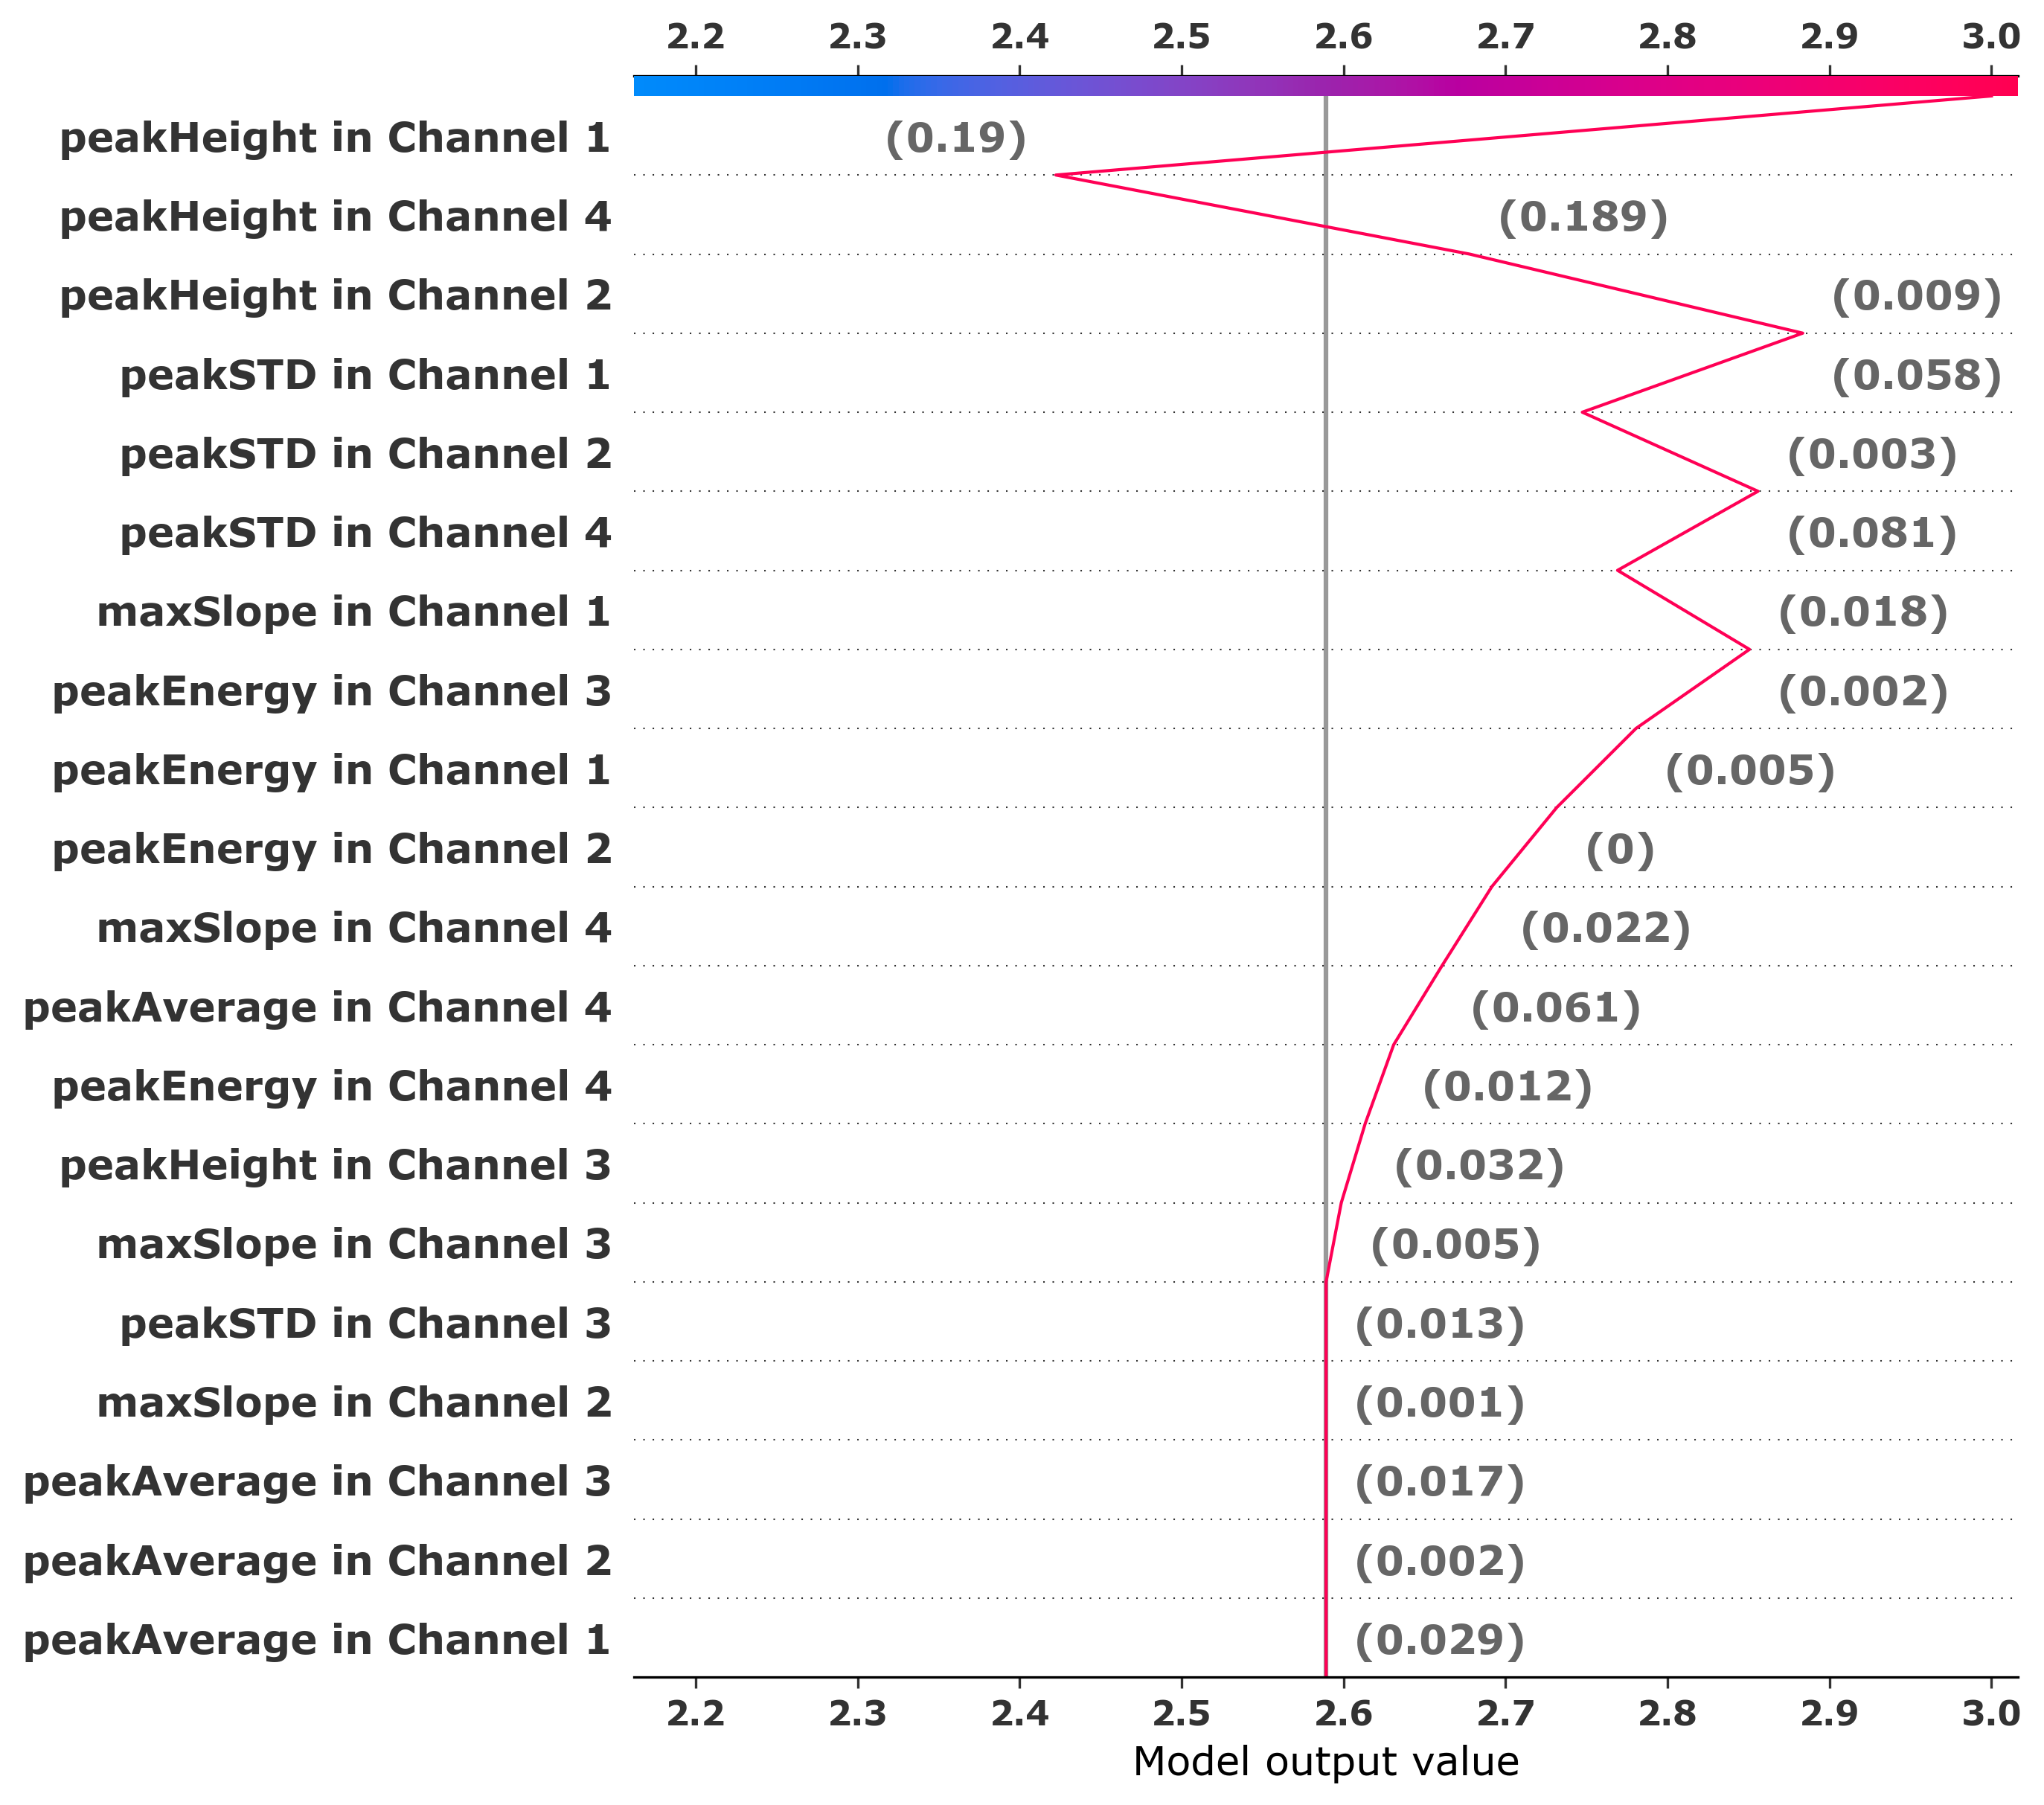 2.2 2.3 2.4 2.5 2.6 2.7 2.8 2.9 3.0
peakHeight in Channel 1 (0.19)
peakHeight in Channel 4 (0.189)
peakHeight in Channel 2 (0.009)
peakSTD in Channel 1 (0.058)
peakSTD in Channel 2 (0.003)
peakSTD in Channel 4 (0.081)
maxSlope in Channel 1 (0.018)
peakEnergy in Channel 3 (0.002)
peakEnergy in Channel 1 (0.005)
peakEnergy in Channel 2 (0)
maxSlope in Channel 4 (0.022)
peakAverage in Channel 4 (0.061)
peakEnergy in Channel 4 (0.012)
peakHeight in Channel 3 (0.032)
maxSlope in Channel 3 (0.005)
peakSTD in Channel 3 (0.013)
maxSlope in Channel 2 (0.001)
peakAverage in Channel 3 (0.017)
peakAverage in Channel 2 (0.002)
peakAverage in Channel 1 (0.029)
2.2 2.3 2.4 2.5 2.6 2.7 2.8 2.9 3.0
Model output value